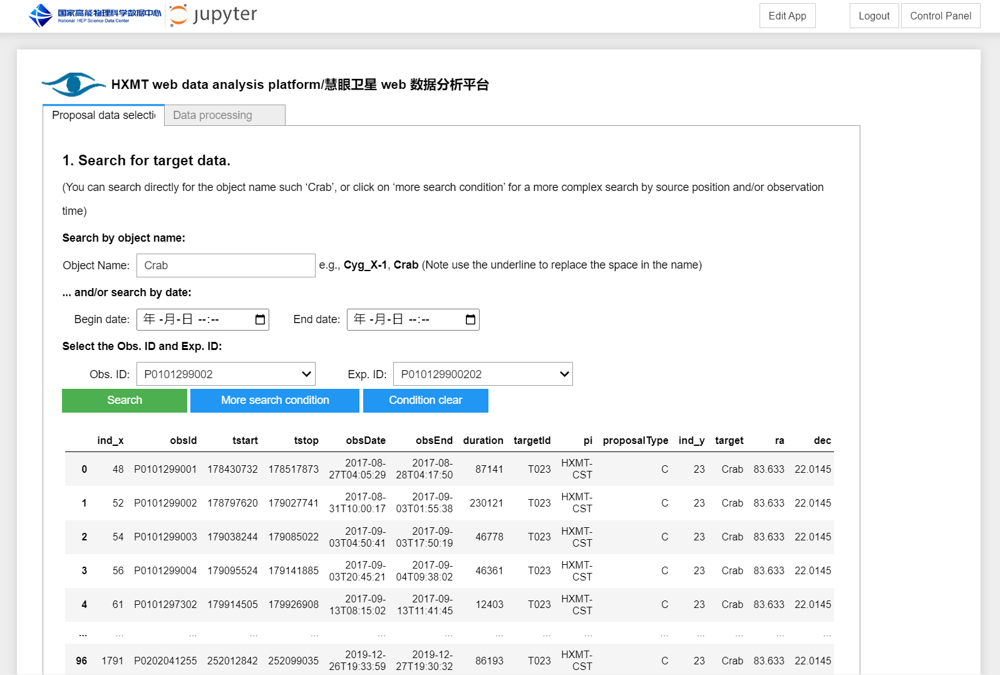 国家高能物理科学数据中心
National HEP Science Data Center
jupyter
Edit App
Logout
Control Panel
HXMT web data analysis platform/慧眼卫星 web 数据分析平台
Proposal data selecti
Data processing
1. Search for target data.
(You can search directly for the object name such ‘Crab’, or click on ‘more search condition’ for a more complex search by source position and/or observation
time)
Search by object name:
Object Name: Crab e.g., Cyg_X-1, Crab (Note use the underline to replace the space in the name)
... and/or search by date:
Begin date: 年 -月-日 --:-- End date: 年 -月-日 --:--
Select the Obs. ID and Exp. ID:
Obs. ID: P0101299002 Exp. ID: P010129900202
Search More search condition Condition clear
ind_x obsId tstart tstop obsDate obsEnd duration targetId pi proposalType ind_y target ra dec
0 48 P0101299001 178430732 178517873 2017-08-27T04:05:29 2017-08-28T04:17:50 87141 T023 HXMT-CST C 23 Crab 83.633 22.0145
1 52 P0101299002 178797620 179027741 2017-08-31T10:00:17 2017-09-03T01:55:38 230121 T023 HXMT-CST C 23 Crab 83.633 22.0145
2 54 P0101299003 179038244 179085022 2017-09-03T04:50:41 2017-09-03T17:50:19 46778 T023 HXMT-CST C 23 Crab 83.633 22.0145
3 56 P0101299004 179095524 179141885 2017-09-03T20:45:21 2017-09-04T09:38:02 46361 T023 HXMT-CST C 23 Crab 83.633 22.0145
4 61 P0101297302 179914505 179926908 2017-09-13T08:15:02 2017-09-13T11:41:45 12403 T023 HXMT-CST C 23 Crab 83.633 22.0145
... ... ... ... ... ... ... ... ... ... ... ... ... ... ...
96 1791 P0202041255 252012842 252099035 2019-12-26T19:33:59 2019-12-27T19:30:32 86193 T023 HXMT-CST C 23 Crab 83.633 22.0145